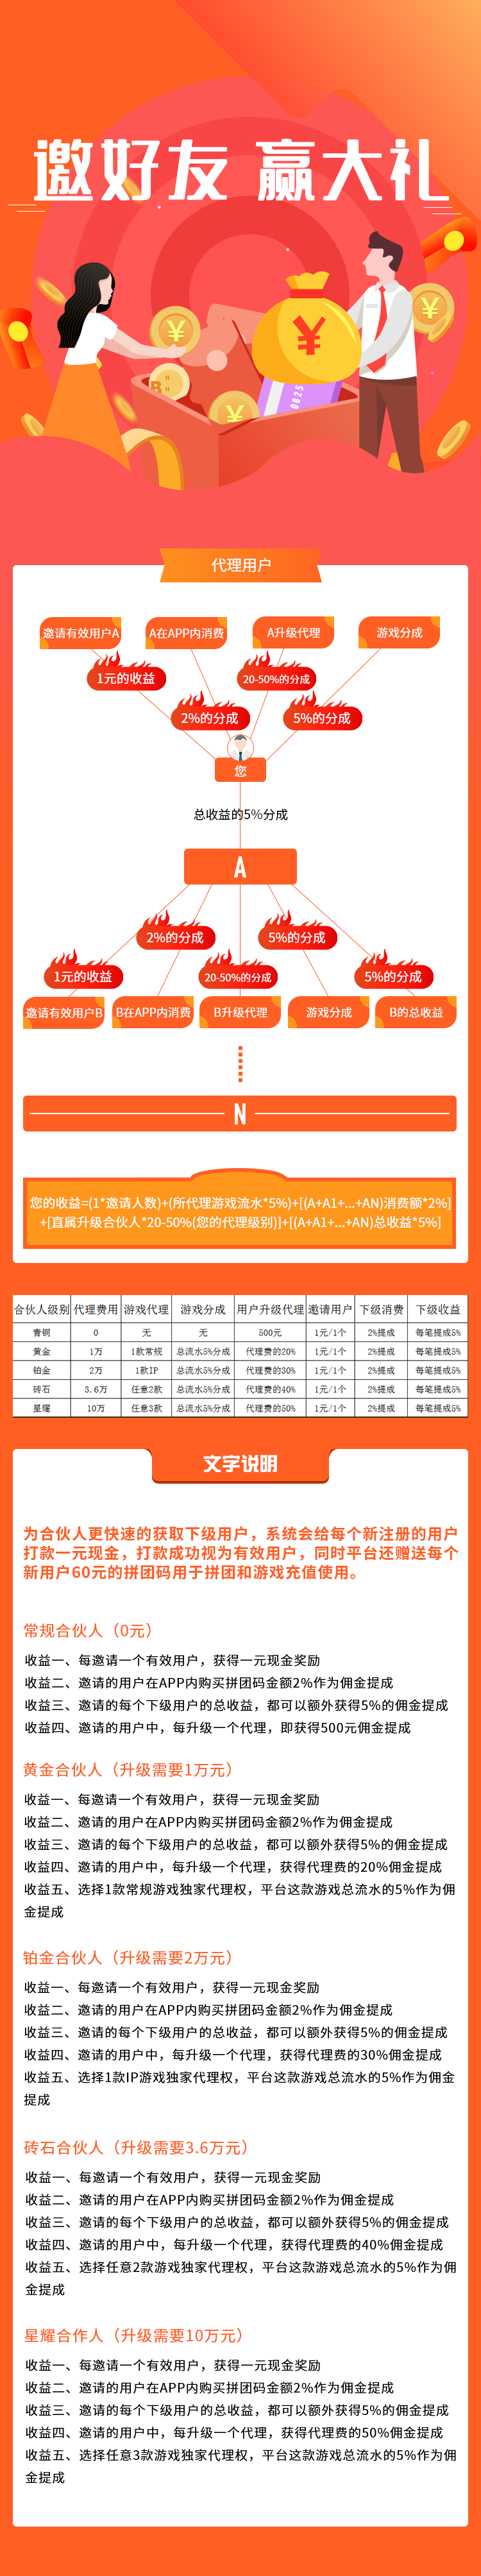 邀好友 赢大礼
¥
¥
¥
¥
B
0825
代理用户
邀请有效用户A
A在APP内消费
A升级代理
游戏分成
1元的收益
20-50%的分成
2%的分成
5%的分成
您
总收益的5%分成
A
2%的分成
5%的分成
1元的收益
20-50%的分成
5%的分成
邀请有效用户B
B在APP内消费
B升级代理
游戏分成
B的总收益
N
您的收益=(1*邀请人数)+(所代理游戏流水*5%)+[(A+A1+...+AN)消费额*2%]
+[直属升级合伙人*20-50%(您的代理级别)]+[(A+A1+...+AN)总收益*5%]
合伙人级别 代理费用 游戏代理 游戏分成 用户升级代理 邀请用户 下级消费 下级收益
青铜 0 无 无 500元 1元/1个 2%提成 每笔提成5%
黄金 1万 1款常规 总流水5%分成 代理费的20% 1元/1个 2%提成 每笔提成5%
铂金 2万 1款IP 总流水5%分成 代理费的30% 1元/1个 2%提成 每笔提成5%
砖石 3.6万 任意2款 总流水5%分成 代理费的40% 1元/1个 2%提成 每笔提成5%
星耀 10万 任意3款 总流水5%分成 代理费的50% 1元/1个 2%提成 每笔提成5%
文字说明
为合伙人更快速的获取下级用户，系统会给每个新注册的用户
打款一元现金，打款成功视为有效用户，同时平台还赠送每个
新用户60元的拼团码用于拼团和游戏充值使用。
常规合伙人（0元）
收益一、每邀请一个有效用户，获得一元现金奖励
收益二、邀请的用户在APP内购买拼团码金额2%作为佣金提成
收益三、邀请的每个下级用户的总收益，都可以额外获得5%的佣金提成
收益四、邀请的用户中，每升级一个代理，即获得500元佣金提成
黄金合伙人（升级需要1万元）
收益一、每邀请一个有效用户，获得一元现金奖励
收益二、邀请的用户在APP内购买拼团码金额2%作为佣金提成
收益三、邀请的每个下级用户的总收益，都可以额外获得5%的佣金提成
收益四、邀请的用户中，每升级一个代理，获得代理费的20%佣金提成
收益五、选择1款常规游戏独家代理权，平台这款游戏总流水的5%作为佣
金提成
铂金合伙人（升级需要2万元）
收益一、每邀请一个有效用户，获得一元现金奖励
收益二、邀请的用户在APP内购买拼团码金额2%作为佣金提成
收益三、邀请的每个下级用户的总收益，都可以额外获得5%的佣金提成
收益四、邀请的用户中，每升级一个代理，获得代理费的30%佣金提成
收益五、选择1款IP游戏独家代理权，平台这款游戏总流水的5%作为佣金
提成
砖石合伙人（升级需要3.6万元）
收益一、每邀请一个有效用户，获得一元现金奖励
收益二、邀请的用户在APP内购买拼团码金额2%作为佣金提成
收益三、邀请的每个下级用户的总收益，都可以额外获得5%的佣金提成
收益四、邀请的用户中，每升级一个代理，获得代理费的40%佣金提成
收益五、选择任意2款游戏独家代理权，平台这款游戏总流水的5%作为佣
金提成
星耀合作人（升级需要10万元）
收益一、每邀请一个有效用户，获得一元现金奖励
收益二、邀请的用户在APP内购买拼团码金额2%作为佣金提成
收益三、邀请的每个下级用户的总收益，都可以额外获得5%的佣金提成
收益四、邀请的用户中，每升级一个代理，获得代理费的50%佣金提成
收益五、选择任意3款游戏独家代理权，平台这款游戏总流水的5%作为佣
金提成